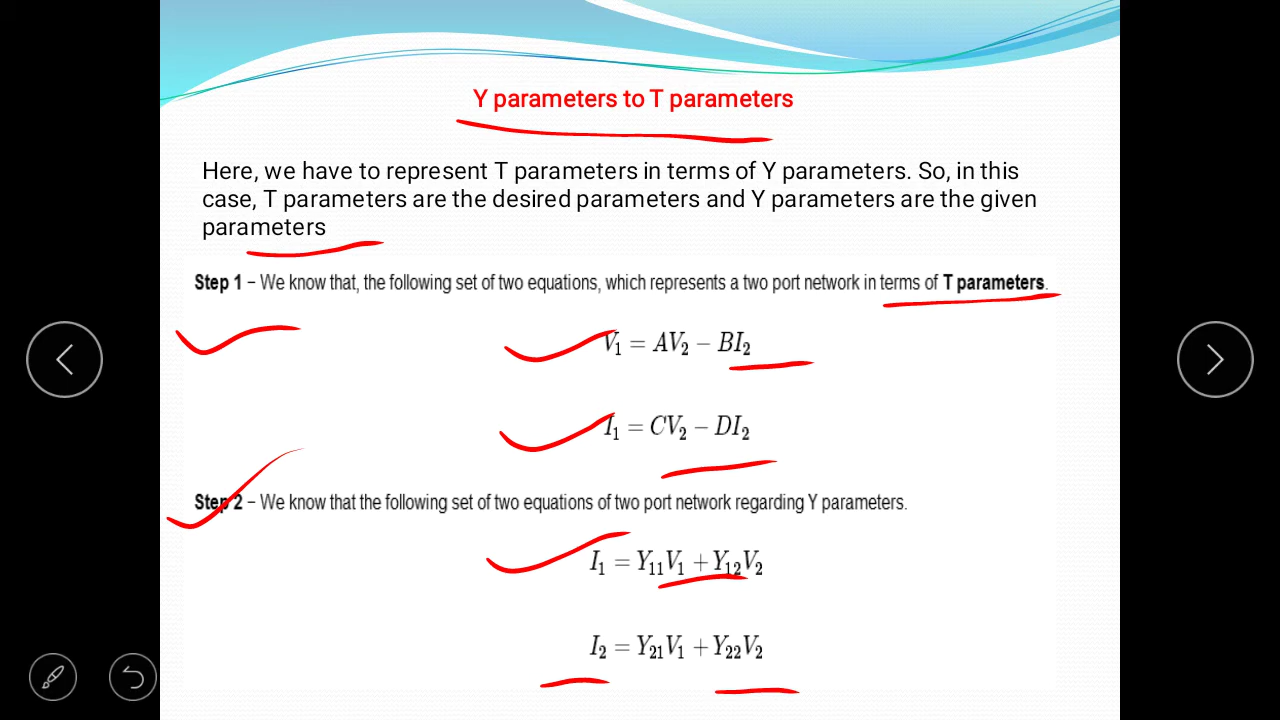 Y parameters to T parameters
Here, we have to represent T parameters in terms of Y parameters. So, in this
case, T parameters are the desired parameters and Y parameters are the given
parameters
Step 1 – We know that, the following set of two equations, which represents a two port network in terms of T parameters.
V₁ = AV₂ − BI₂
I₁ = CV₂ − DI₂
Step 2 – We know that the following set of two equations of two port network regarding Y parameters.
I₁ = Y₁₁V₁ + Y₁₂V₂
I₂ = Y₂₁V₁ + Y₂₂V₂